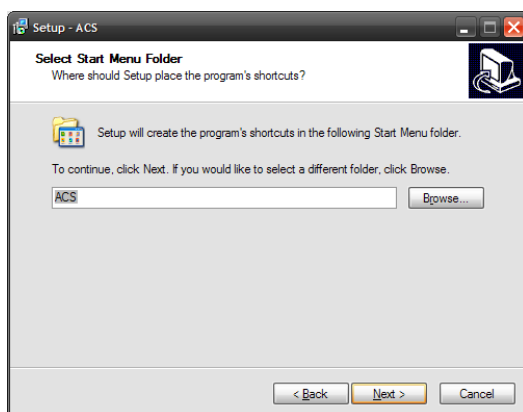 Setup - ACS
Select Start Menu Folder
Where should Setup place the program's shortcuts?
Setup will create the program's shortcuts in the following Start Menu folder.
To continue, click Next. If you would like to select a different folder, click Browse.
ACS
Browse...
< Back
Next >
Cancel